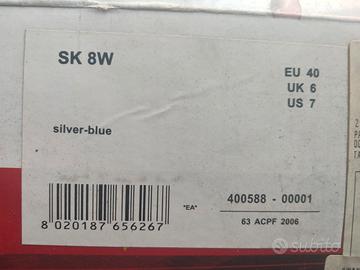 SK 8W
EU 40
UK 6
US 7
silver-blue
8 020187 656267
"EA"
400588 - 00001
63 ACPF 2006
subito